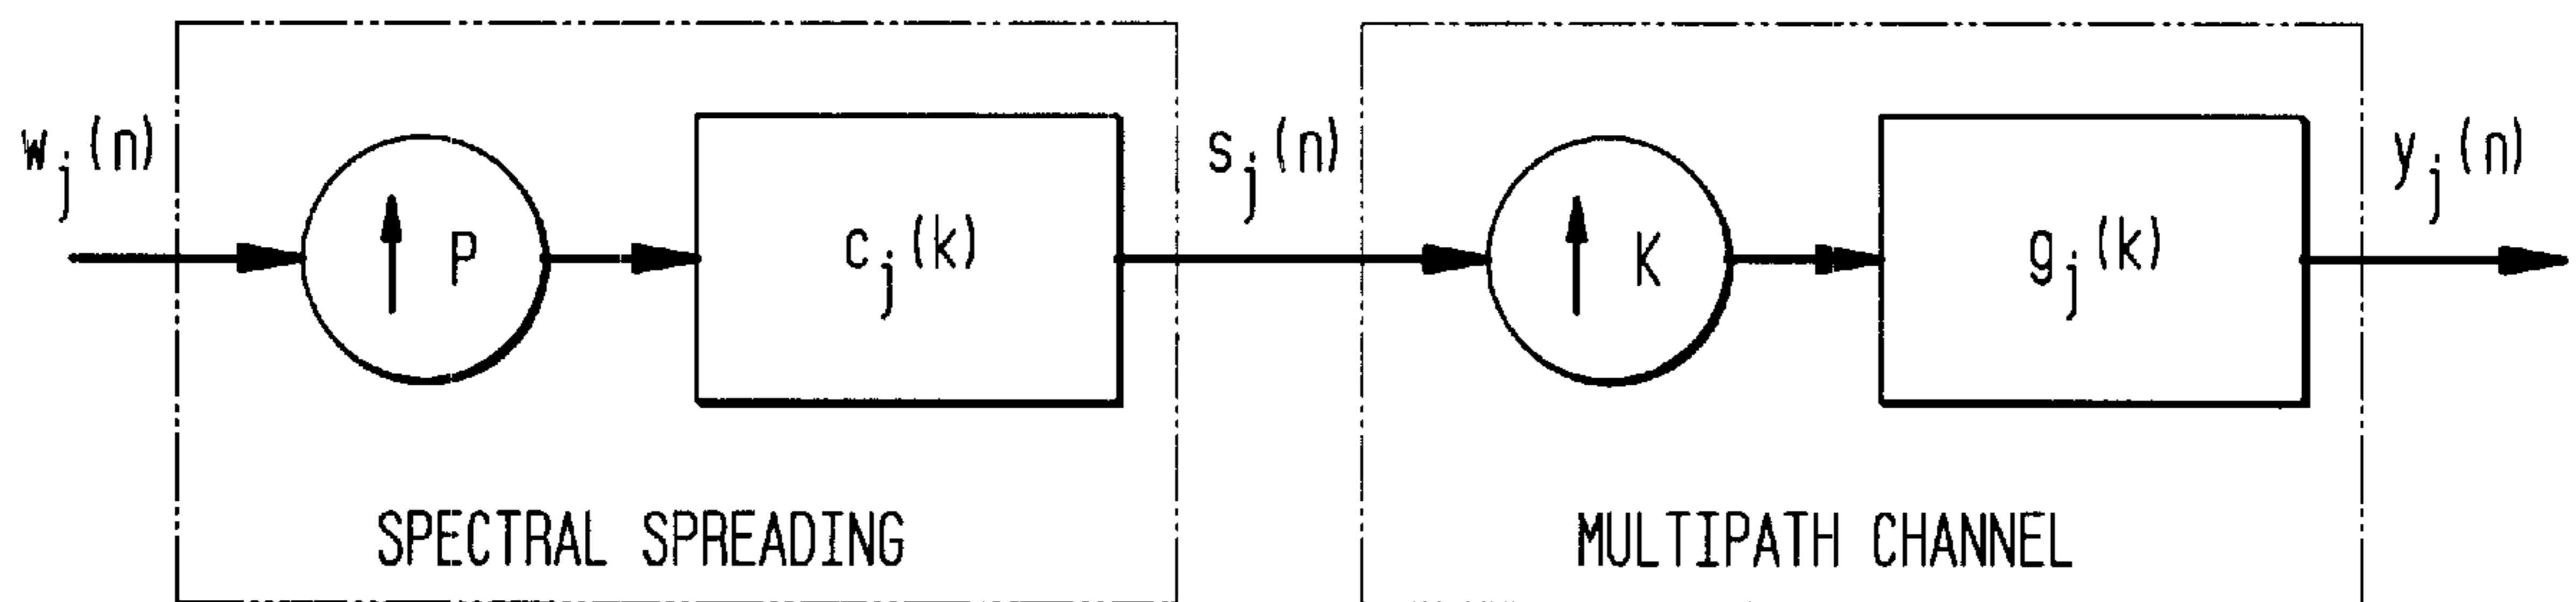 w_j(n)
P
c_j(k)
s_j(n)
K
g_j(k)
y_j(n)
SPECTRAL SPREADING
MULTIPATH CHANNEL